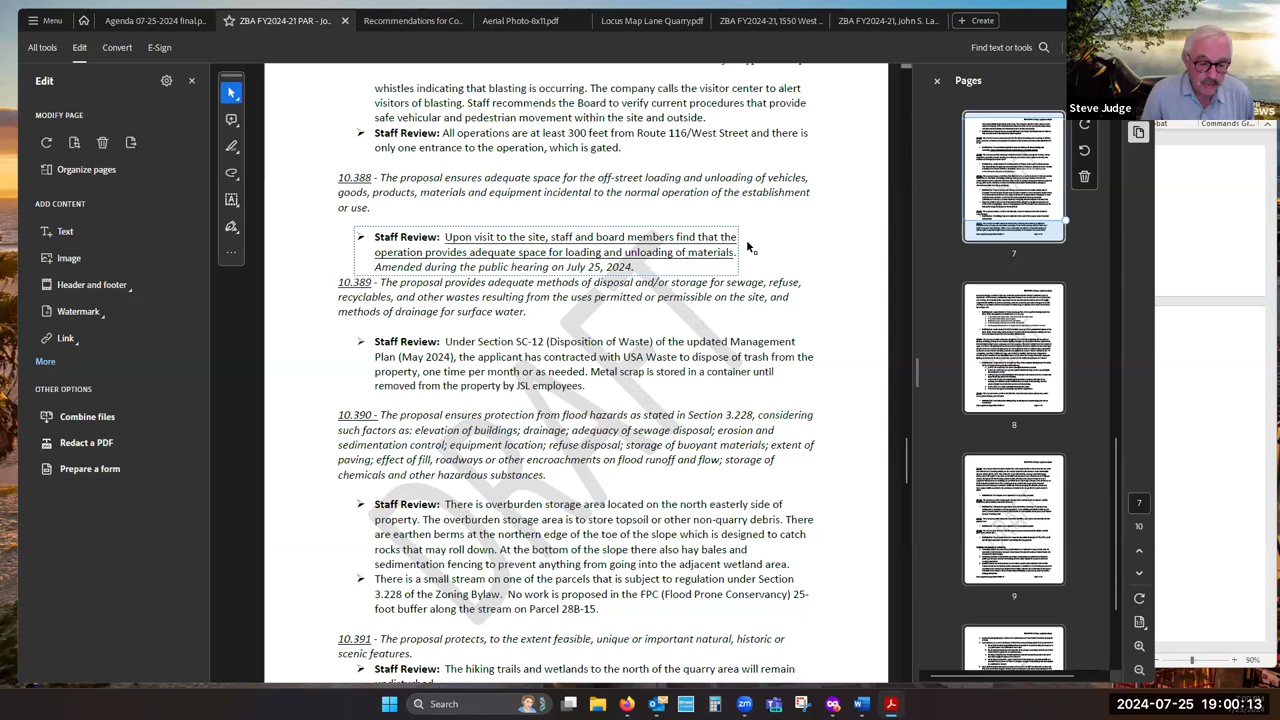 Menu
Agenda 07-25-2024 final.p...
ZBA FY2024-21 PAR - Jo...
Recommendations for Co...
Aerial Photo-8x11.pdf
Locus Map Lane Quarry.pdf
ZBA FY2024-21, 1550 West ...
ZBA FY2024-21, John S. La...
Create
All tools
Edit
Convert
E-Sign
Find text or tools
Edit
MODIFY PAGE
Organize pages
ADD CONTENT
Text
Image
Header and footer
Watermark
Link
More
OTHER OPTIONS
Combine files
Redact a PDF
Prepare a form
whistles indicating that blasting is occurring. The company calls the visitor center to alert
visitors of blasting. Staff recommends the Board to verify current procedures that provide
safe vehicular and pedestrian movement within the site and outside.
Staff Review: All operations are at least 300 feet from Route 116/West Street and there is
only one entrance to the operation, which is gated.
10.388 - The proposal ensures adequate space for the off-street loading and unloading of vehicles,
goods, products, materials and equipment incidental to the normal operation of the establishment
or use.
Staff Review: Upon visit to the site, staff and board members find that the
operation provides adequate space for loading and unloading of materials.
Amended during the public hearing on July 25, 2024.
10.389 - The proposal provides adequate methods of disposal and/or storage for sewage, refuse,
recyclables, and other wastes resulting from the uses permitted or permissible on the site, and
methods of drainage for surface water.
Staff Review: Under Section SC-12 (Disposition of Waste) of the updated Management
Plan (May 2024), the applicant has contracted with USA Waste to dispose of trash from the
property, one time per month or as needed. Metal scrap is stored in a container until
removed from the property by JSL employees.
10.390 - The proposal ensures protection from flood hazards as stated in Section 3.228, considering
such factors as: elevation of buildings; drainage; adequacy of sewage disposal; erosion and
sedimentation control; equipment location; refuse disposal; storage of buoyant materials; extent of
paving; effect of fill, roadways or other encroachments on flood runoff and flow; storage of
chemicals and other hazardous substances.
Staff Review: There is overburden storage area located on the north easterly side of
property. The overburden storage area is to store topsoil or other non-quarry debris. There
are earthen berms at the northern end of the toe of the slope which is designed to catch
rocks that may roll down. At the bottom of the slope there also hay bales and
sedimentation fencing to prevent anything from going into the adjacent wetland area.
There is a small stream on one of the parcels this is subject to regulation under Section
3.228 of the Zoning Bylaw. No work is proposed in the FPC (Flood Prone Conservancy) 25-
foot buffer along the stream on Parcel 28B-15.
10.391 - The proposal protects, to the extent feasible, unique or important natural, historic or
scenic features.
Staff Review: The hiking trails and viewshed to the north of the quarry will remain
Pages
7
8
9
7
10
Steve Judge
Commands Gr...
90%
Search
2024-07-25 19:00:13